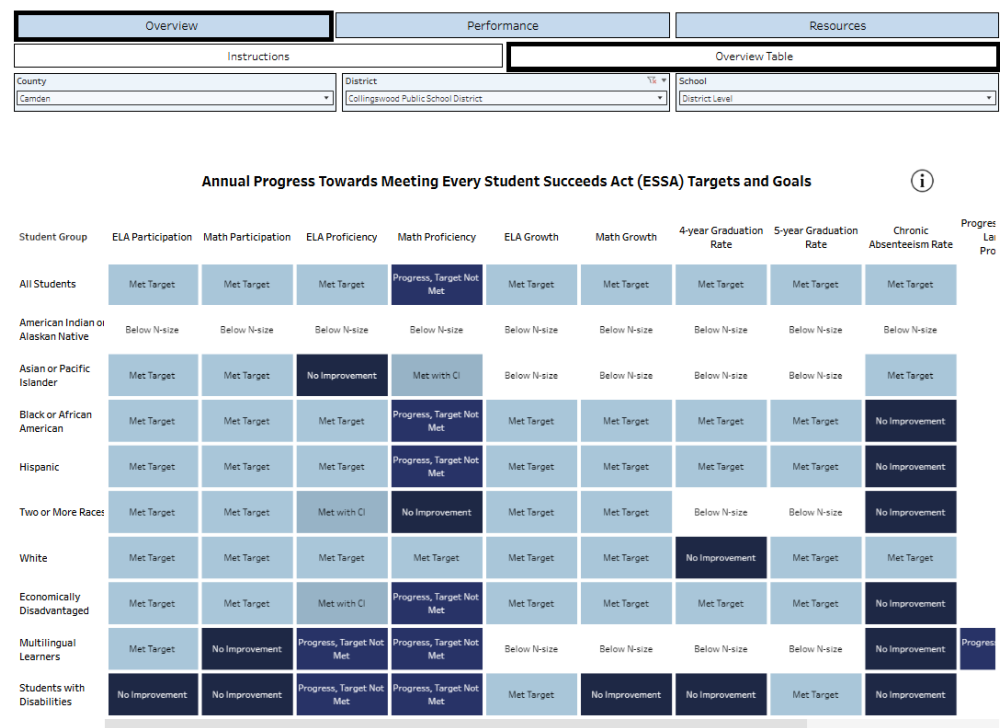 Overview Performance Resources
Instructions Overview Table
County District School
Camden Collingswood Public School District District Level
Annual Progress Towards Meeting Every Student Succeeds Act (ESSA) Targets and Goals
i
Student Group ELA Participation Math Participation ELA Proficiency Math Proficiency ELA Growth Math Growth 4-year Graduation Rate 5-year Graduation Rate Chronic Absenteeism Rate
All Students Met Target Met Target Met Target Progress, Target Not Met Met Target Met Target Met Target Met Target Met Target
American Indian or Alaskan Native Below N-size Below N-size Below N-size Below N-size Below N-size Below N-size Below N-size Below N-size Below N-size
Asian or Pacific Islander Met Target Met Target No Improvement Met with CI Below N-size Below N-size Below N-size Below N-size Met Target
Black or African American Met Target Met Target Met Target Progress, Target Not Met Met Target Met Target Met Target Met Target No Improvement
Hispanic Met Target Met Target Met Target Progress, Target Not Met Met Target Met Target Met Target Met Target No Improvement
Two or More Races Met Target Met Target Met with CI No Improvement Met Target Met Target Below N-size Below N-size No Improvement
White Met Target Met Target Met Target Met Target Met Target Met Target No Improvement Met Target Met Target
Economically Disadvantaged Met Target Met Target Met with CI Progress, Target Not Met Met Target Met Target Met Target Met Target No Improvement
Multilingual Learners Met Target No Improvement Progress, Target Not Met Progress, Target Not Met Below N-size Below N-size Below N-size Below N-size No Improvement
Students with Disabilities No Improvement No Improvement Progress, Target Not Met Progress, Target Not Met Met Target No Improvement No Improvement Met Target No Improvement